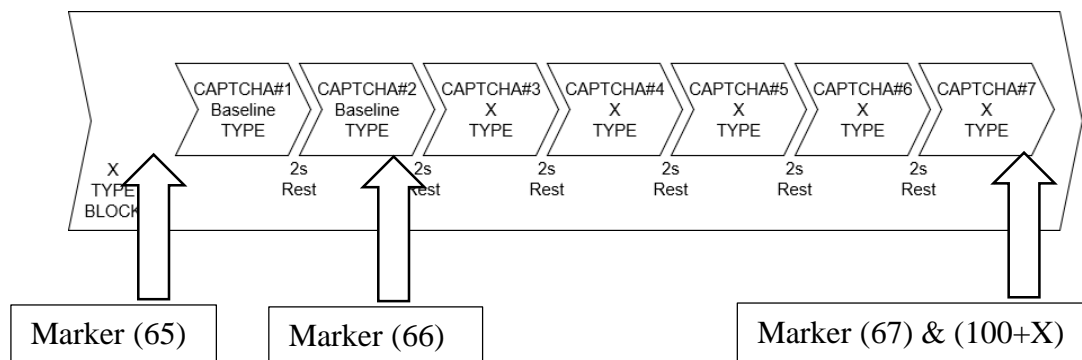 CAPTCHA#1
Baseline
TYPE
CAPTCHA#2
Baseline
TYPE
CAPTCHA#3
X
TYPE
CAPTCHA#4
X
TYPE
CAPTCHA#5
X
TYPE
CAPTCHA#6
X
TYPE
CAPTCHA#7
X
TYPE
X
TYPE
BLOCK
2s
Rest
2s
Rest
2s
Rest
2s
Rest
2s
Rest
2s
Rest
Marker (65)
Marker (66)
Marker (67) & (100+X)